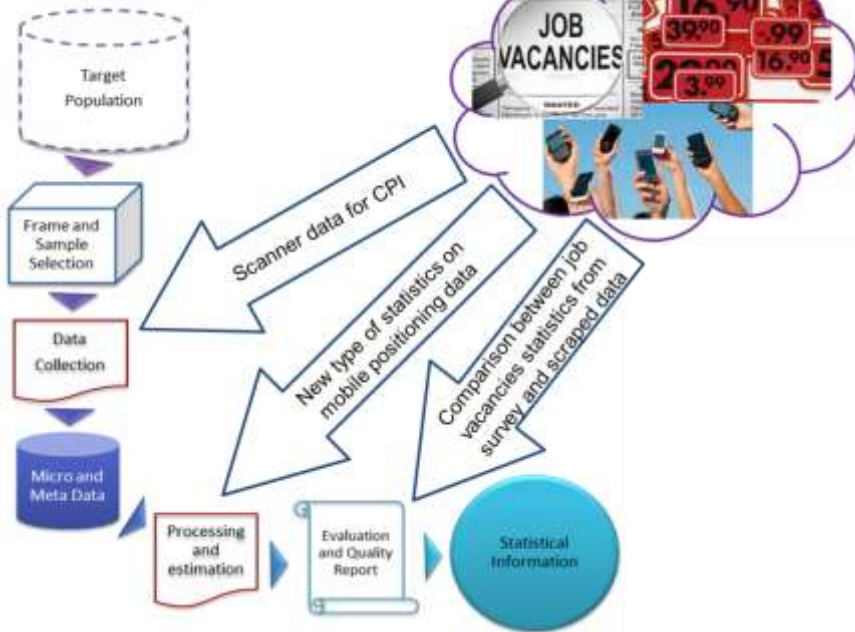 Target
Population
Frame and
Sample
Selection
Data
Collection
Micro and
Meta Data
Processing
and
estimation
Evaluation
and Quality
Report
Statistical
Information
Scanner data for CPI
New type of statistics on
mobile positioning data
Comparison between job
vacancies statistics from
survey and scraped data
JOB
VACANCIES
39.90
.99
16.90
3.99